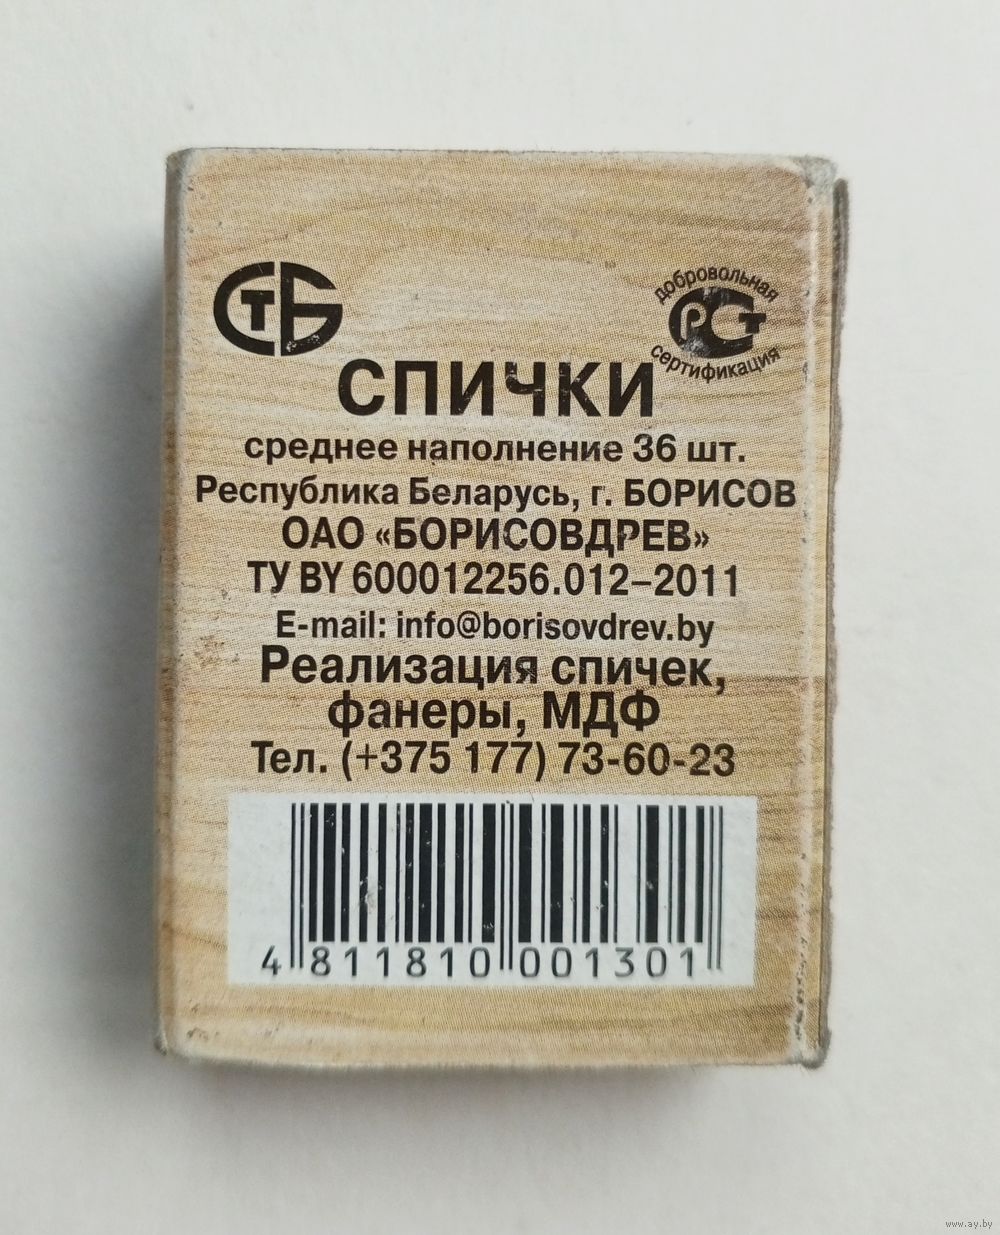 СТБ
добровольная
РСТ
сертификация
СПИЧКИ
среднее наполнение 36 шт.
Республика Беларусь, г. БОРИСОВ
ОАО «БОРИСОВДРЕВ»
ТУ BY 600012256.012–2011
E-mail: info@borisovdrev.by
Реализация спичек,
фанеры, МДФ
Тел. (+375 177) 73-60-23
4 811810 001301
www.ay.by